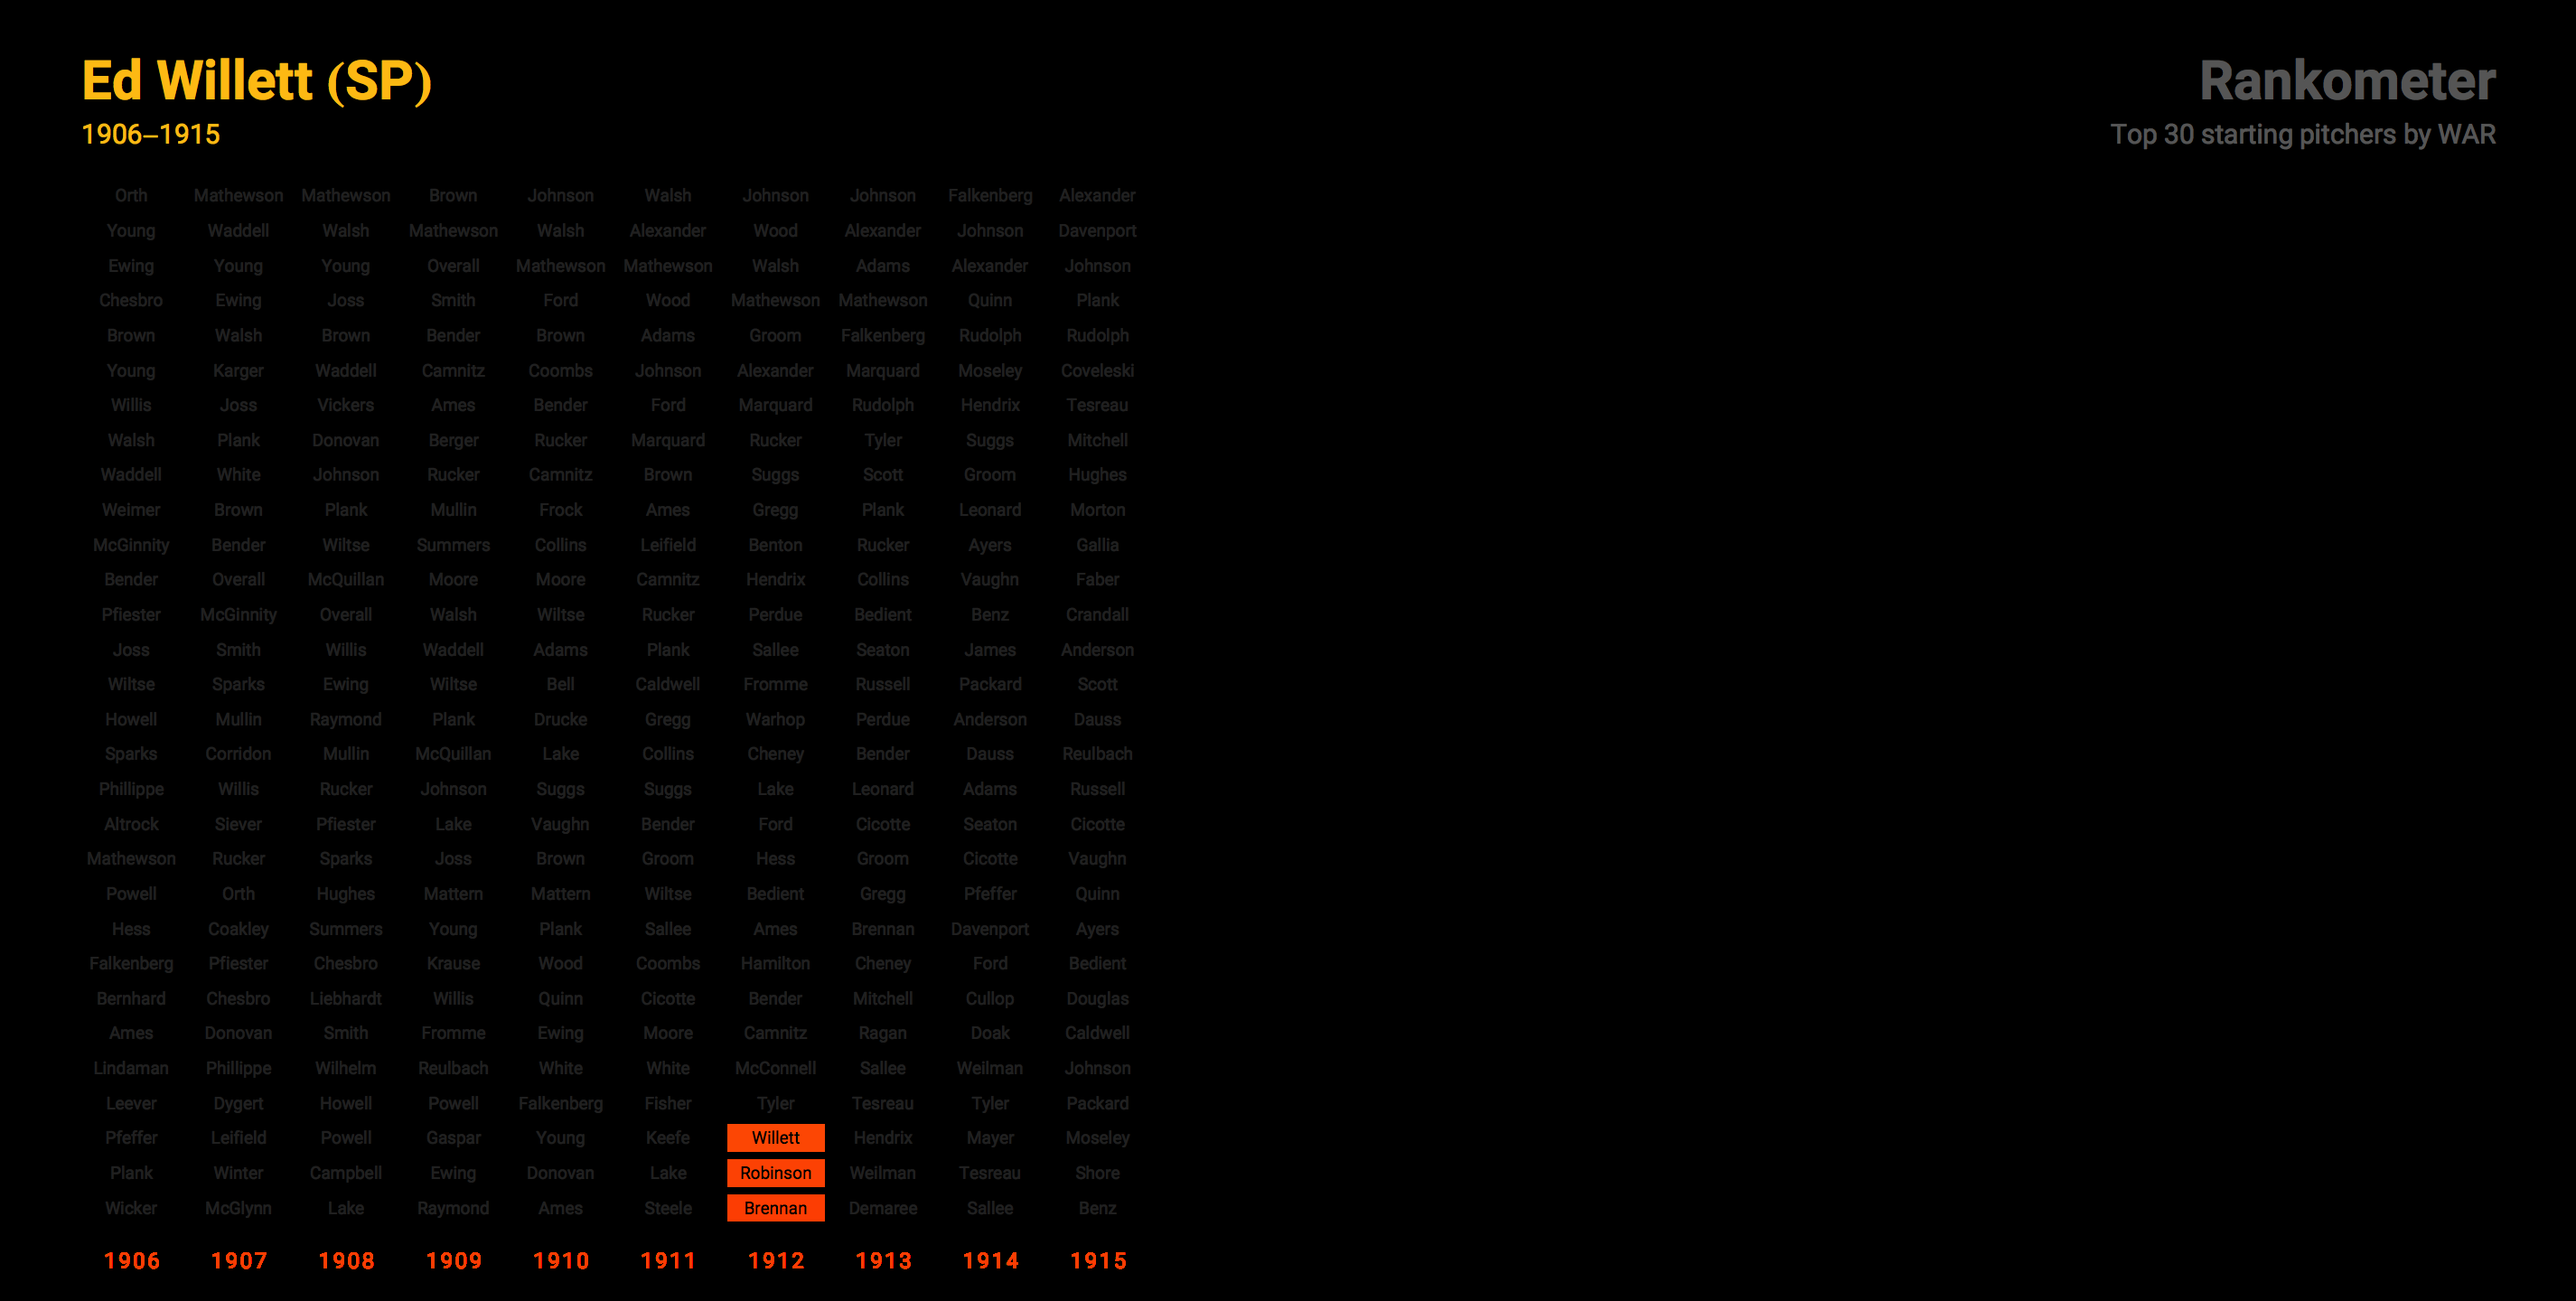 Ed Willett (SP)
1906–1915
Rankometer
Top 30 starting pitchers by WAR
Orth Mathewson Mathewson Brown Johnson Walsh Johnson Johnson Falkenberg Alexander
Young Waddell Walsh Mathewson Walsh Alexander Wood Alexander Johnson Davenport
Ewing Young Young Overall Mathewson Mathewson Walsh Adams Alexander Johnson
Chesbro Ewing Joss Smith Ford Wood Mathewson Mathewson Quinn Plank
Brown Walsh Brown Bender Brown Adams Groom Falkenberg Rudolph Rudolph
Young Karger Waddell Camnitz Coombs Johnson Alexander Marquard Moseley Coveleski
Willis Joss Vickers Ames Bender Ford Marquard Rudolph Hendrix Tesreau
Walsh Plank Donovan Berger Rucker Marquard Rucker Tyler Suggs Mitchell
Waddell White Johnson Rucker Camnitz Brown Suggs Scott Groom Hughes
Weimer Brown Plank Mullin Frock Ames Gregg Plank Leonard Morton
McGinnity Bender Wiltse Summers Collins Leifield Benton Rucker Ayers Gallia
Bender Overall McQuillan Moore Moore Camnitz Hendrix Collins Vaughn Faber
Pfiester McGinnity Overall Walsh Wiltse Rucker Perdue Bedient Benz Crandall
Joss Smith Willis Waddell Adams Plank Sallee Seaton James Anderson
Wiltse Sparks Ewing Wiltse Bell Caldwell Fromme Russell Packard Scott
Howell Mullin Raymond Plank Drucke Gregg Warhop Perdue Anderson Dauss
Sparks Corridon Mullin McQuillan Lake Collins Cheney Bender Dauss Reulbach
Phillippe Willis Rucker Johnson Suggs Suggs Lake Leonard Adams Russell
Altrock Siever Pfiester Lake Vaughn Bender Ford Cicotte Seaton Cicotte
Mathewson Rucker Sparks Joss Brown Groom Hess Groom Cicotte Vaughn
Powell Orth Hughes Mattern Mattern Wiltse Bedient Gregg Pfeffer Quinn
Hess Coakley Summers Young Plank Sallee Ames Brennan Davenport Ayers
Falkenberg Pfiester Chesbro Krause Wood Coombs Hamilton Cheney Ford Bedient
Bernhard Chesbro Liebhardt Willis Quinn Cicotte Bender Mitchell Cullop Douglas
Ames Donovan Smith Fromme Ewing Moore Camnitz Ragan Doak Caldwell
Lindaman Phillippe Wilhelm Reulbach White White McConnell Sallee Weilman Johnson
Leever Dygert Howell Powell Falkenberg Fisher Tyler Tesreau Tyler Packard
Pfeffer Leifield Powell Gaspar Young Keefe Willett Hendrix Mayer Moseley
Plank Winter Campbell Ewing Donovan Lake Robinson Weilman Tesreau Shore
Wicker McGlynn Lake Raymond Ames Steele Brennan Demaree Sallee Benz
1906 1907 1908 1909 1910 1911 1912 1913 1914 1915